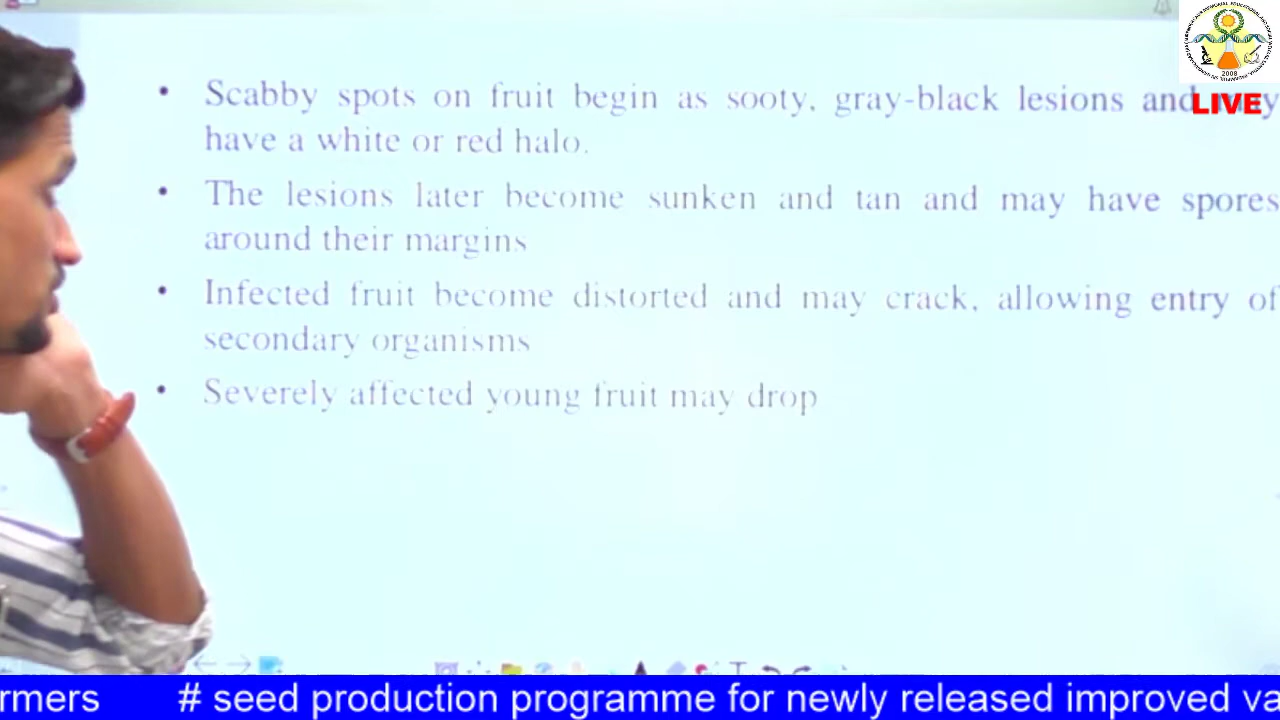 • Scabby spots on fruit begin as sooty, gray-black lesions and
have a white or red halo.
• The lesions later become sunken and tan and may have spores
around their margins
• Infected fruit become distorted and may crack, allowing entry of
secondary organisms
• Severely affected young fruit may drop
2008
LIVE
rmers # seed production programme for newly released improved va